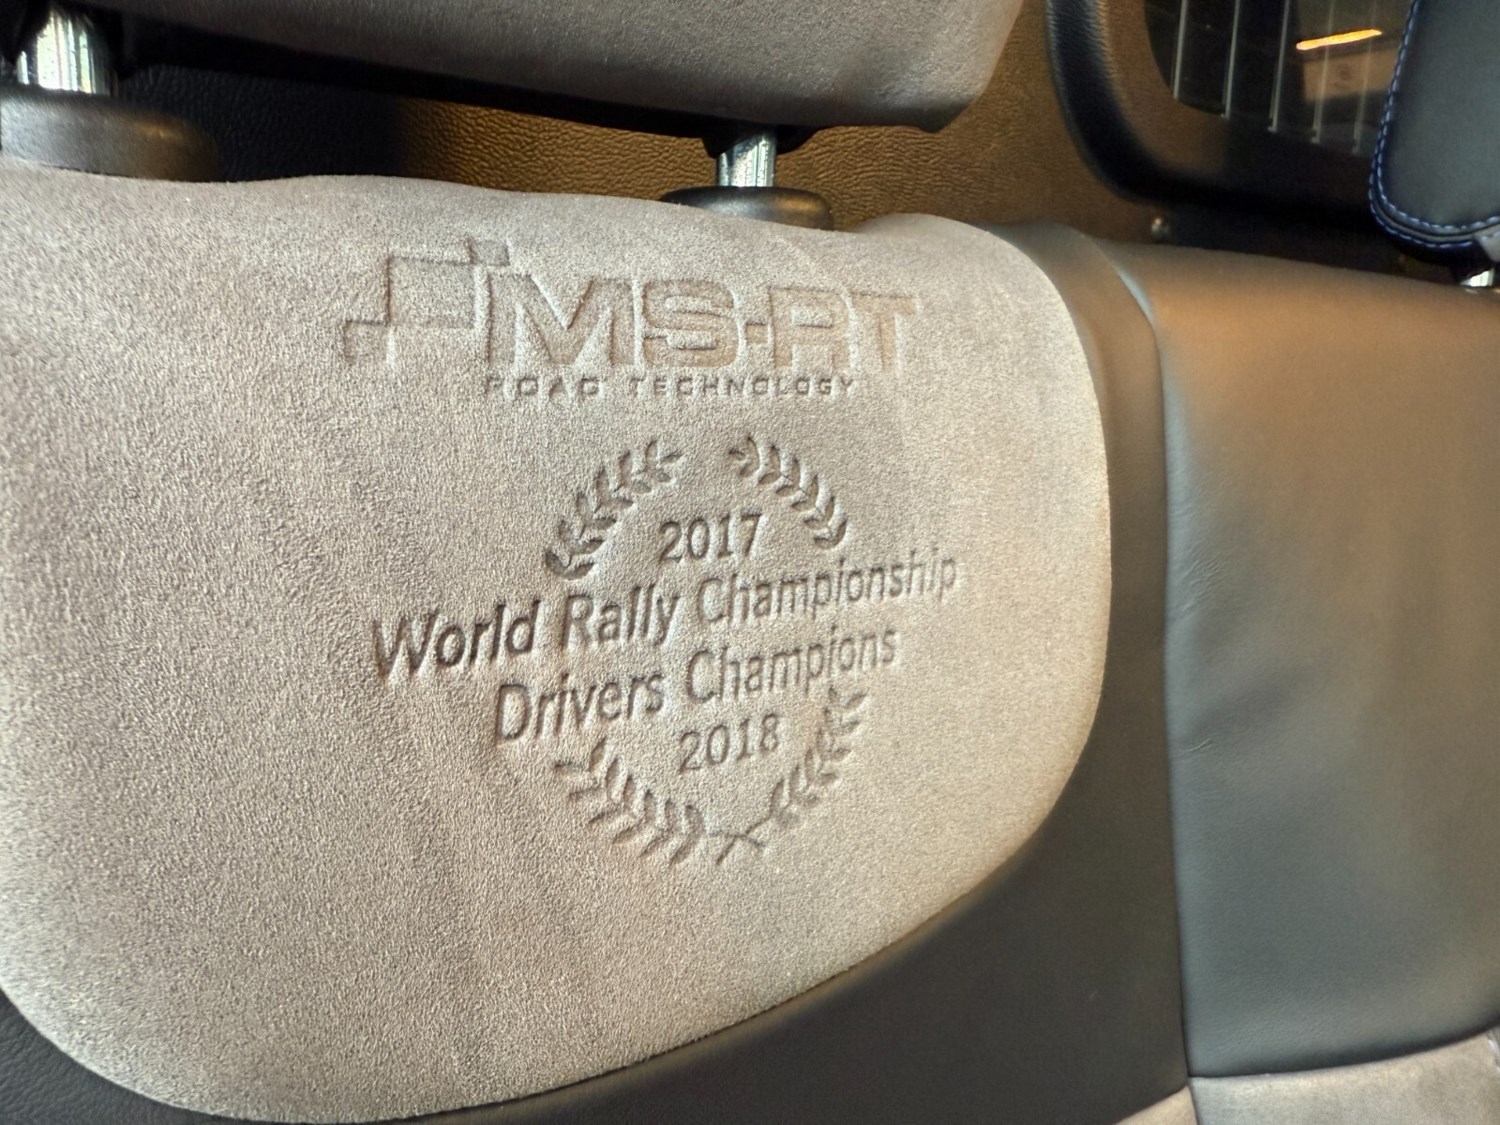 MS-RT
ROAD TECHNOLOGY
2017
World Rally Championship
Drivers Champions
2018